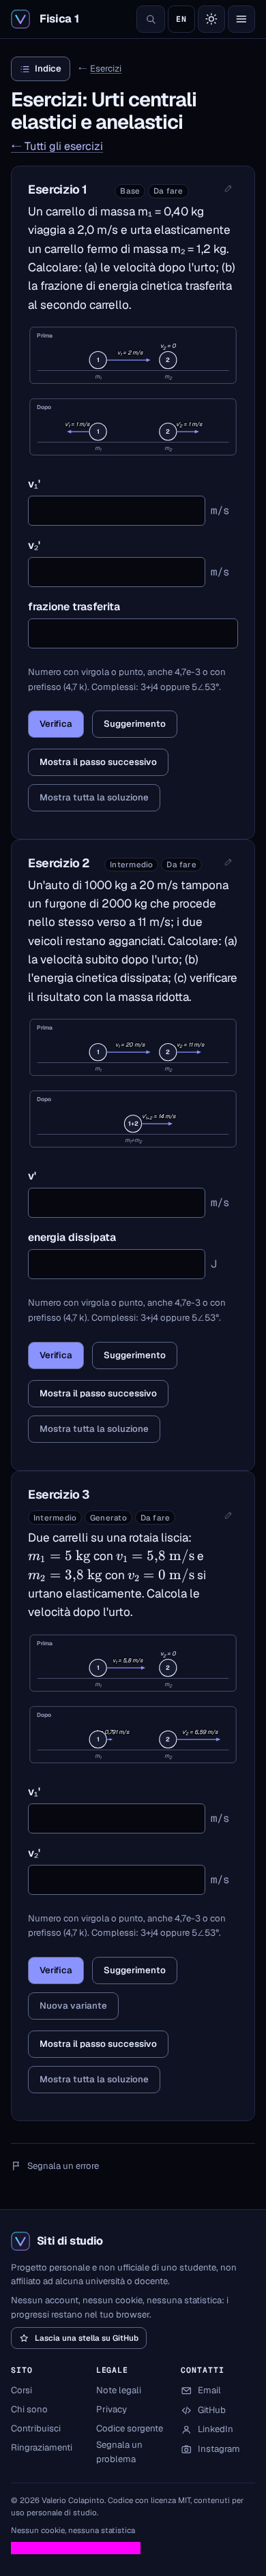 Fisica 1
EN
Indice
← Esercizi
Esercizi: Urti centrali
elastici e anelastici
← Tutti gli esercizi
Esercizio 1
Base
Da fare
Un carrello di massa m₁ = 0,40 kg
viaggia a 2,0 m/s e urta elasticamente
un carrello fermo di massa m₂ = 1,2 kg.
Calcolare: (a) le velocità dopo l'urto; (b)
la frazione di energia cinetica trasferita
al secondo carrello.
Prima
v₁ = 2 m/s
v₂ = 0
1
2
m₁
m₂
Dopo
v'₁ = 1 m/s
v'₂ = 1 m/s
1
2
m₁
m₂
v₁'
m/s
v₂'
m/s
frazione trasferita
Numero con virgola o punto, anche 4,7e-3 o con
prefisso (4,7 k). Complessi: 3+j4 oppure 5∠53°.
Verifica
Suggerimento
Mostra il passo successivo
Mostra tutta la soluzione
Esercizio 2
Intermedio
Da fare
Un'auto di 1000 kg a 20 m/s tampona
un furgone di 2000 kg che procede
nello stesso verso a 11 m/s; i due
veicoli restano agganciati. Calcolare: (a)
la velocità subito dopo l'urto; (b)
l'energia cinetica dissipata; (c) verificare
il risultato con la massa ridotta.
Prima
v₁ = 20 m/s
v₂ = 11 m/s
1
2
m₁
m₂
Dopo
v'₁₊₂ = 14 m/s
1+2
m₁+m₂
v'
m/s
energia dissipata
J
Numero con virgola o punto, anche 4,7e-3 o con
prefisso (4,7 k). Complessi: 3+j4 oppure 5∠53°.
Verifica
Suggerimento
Mostra il passo successivo
Mostra tutta la soluzione
Esercizio 3
Intermedio
Generato
Da fare
Due carrelli su una rotaia liscia:
m₁ = 5 kg con v₁ = 5,8 m/s e
m₂ = 3,8 kg con v₂ = 0 m/s si
urtano elasticamente. Calcola le
velocità dopo l'urto.
Prima
v₁ = 5,8 m/s
v₂ = 0
1
2
m₁
m₂
Dopo
0,791 m/s
v'₂ = 6,59 m/s
1
2
m₁
m₂
v₁'
m/s
v₂'
m/s
Numero con virgola o punto, anche 4,7e-3 o con
prefisso (4,7 k). Complessi: 3+j4 oppure 5∠53°.
Verifica
Suggerimento
Nuova variante
Mostra il passo successivo
Mostra tutta la soluzione
Segnala un errore
Siti di studio
Progetto personale e non ufficiale di uno studente, non
affiliato ad alcuna università o docente.
Nessun account, nessun cookie, nessuna statistica: i
progressi restano nel tuo browser.
Lascia una stella su GitHub
SITO
Corsi
Chi sono
Contribuisci
Ringraziamenti
LEGALE
Note legali
Privacy
Codice sorgente
Segnala un
problema
CONTATTI
Email
GitHub
LinkedIn
Instagram
© 2026 Valerio Colapinto. Codice con licenza MIT, contenuti per
uso personale di studio.
Nessun cookie, nessuna statistica